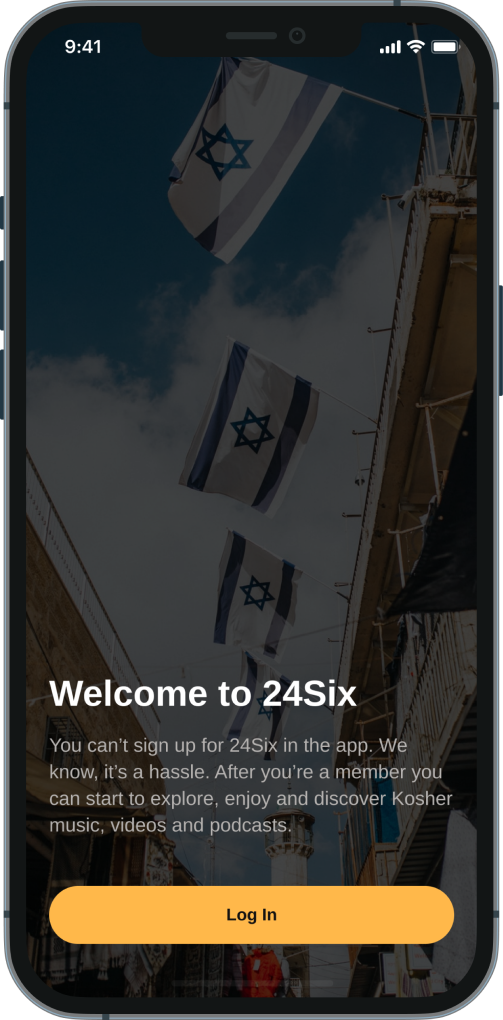 9:41
Welcome to 24Six
You can’t sign up for 24Six in the app. We
know, it’s a hassle. After you’re a member you
can start to explore, enjoy and discover Kosher
music, videos and podcasts.
Log In